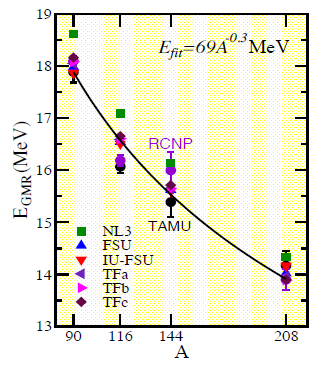 19
18
17
16
15
14
13
E_GMR (MeV)
E_fit=69A^-0.3 MeV
RCNP
TAMU
NL3
FSU
IU-FSU
TFa
TFb
TFc
90 116 144 208
A